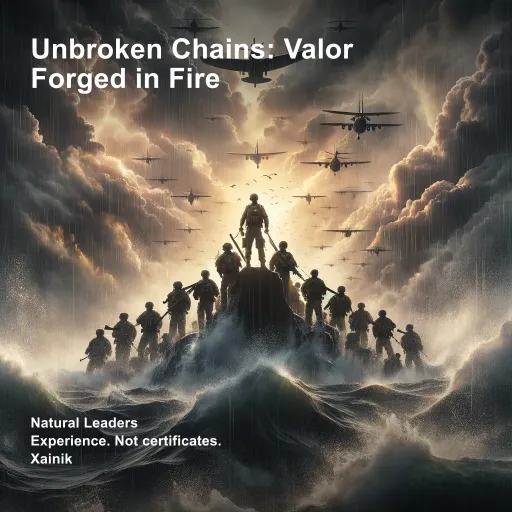 Unbroken Chains: Valor
Forged in Fire
Natural Leaders
Experience. Not certificates.
Xainik